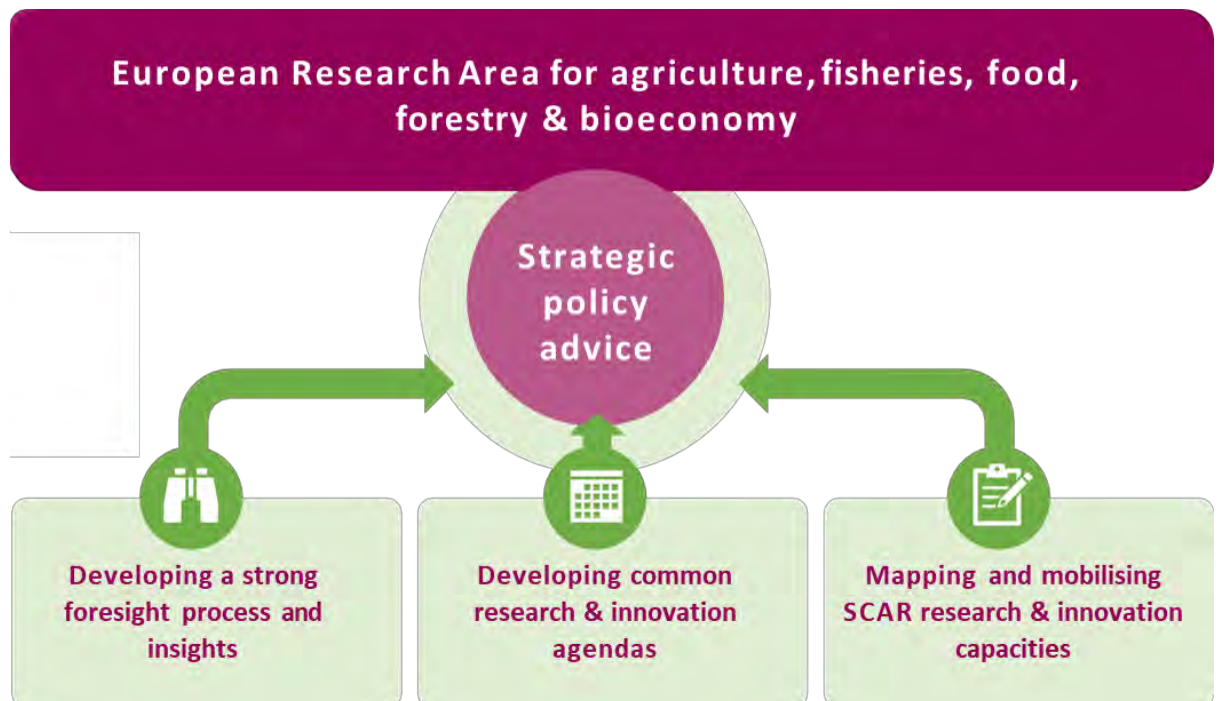 European Research Area for agriculture, fisheries, food,
forestry & bioeconomy
Strategic
policy
advice
Developing a strong
foresight process and
insights
Developing common
research & innovation
agendas
Mapping and mobilising
SCAR research & innovation
capacities